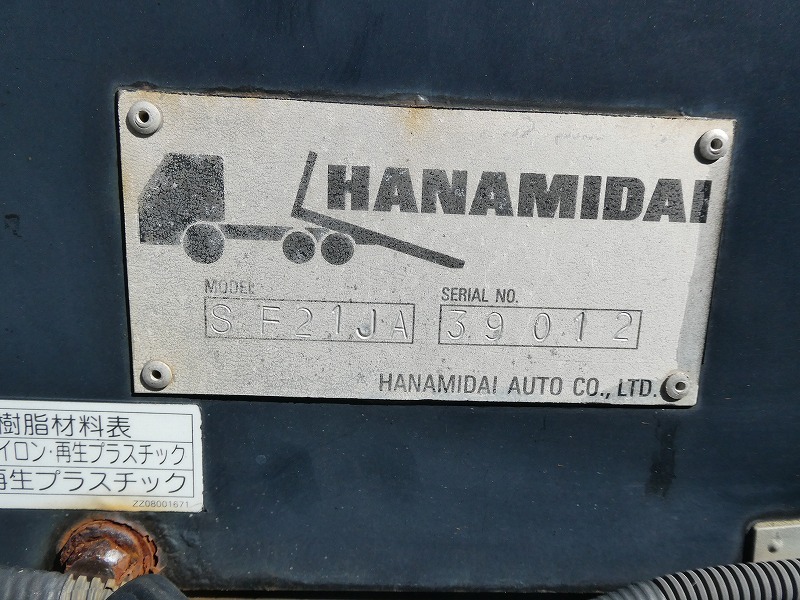 HANAMIDAI
MODEL
SERIAL NO.
SF21JA
39012
HANAMIDAI AUTO CO., LTD.
樹脂材料表
イロン・再生プラスチック
再生プラスチック
ZZ08001671